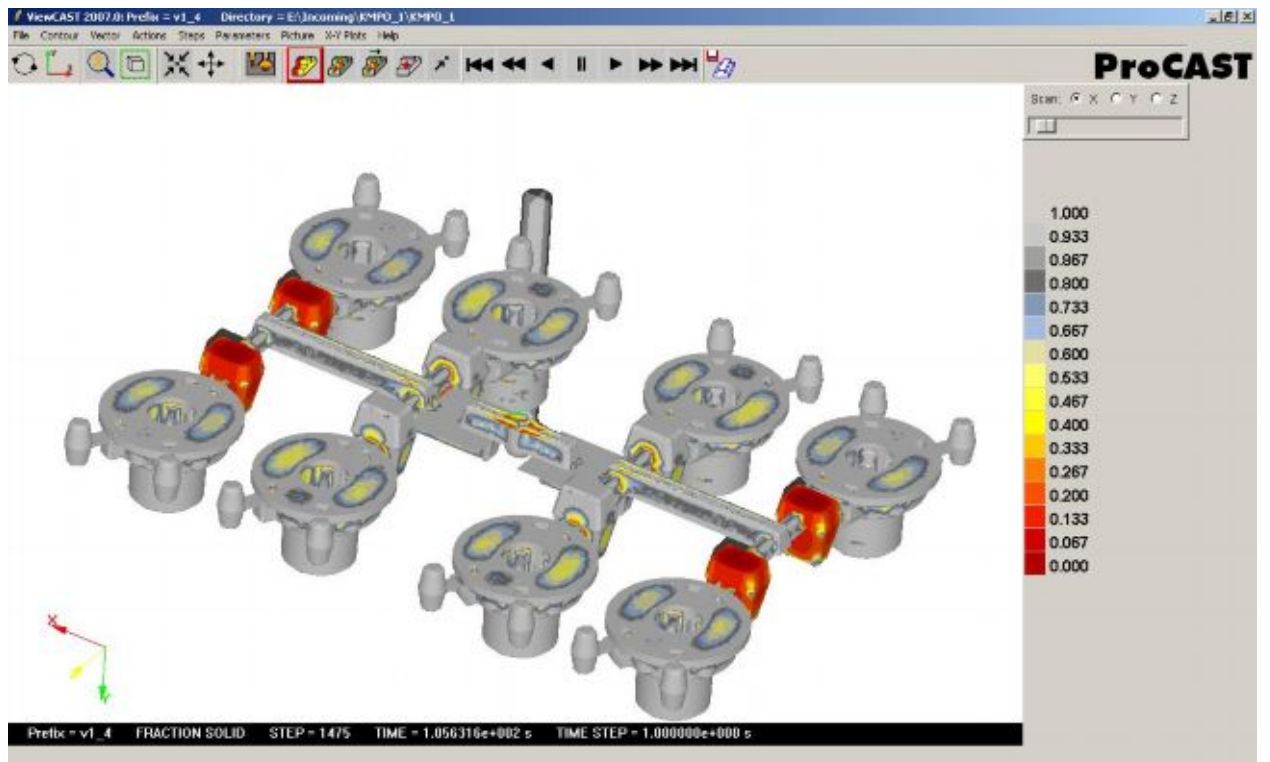 ViewCAST 2007.0: Prefix = v1_4 Directory = E:\Incoming\KMPO_1\KMPO_1
File Contour Vector Actions Steps Parameters Picture X-Y Plots Help
ProCAST
Scan: X Y Z
1.000
0.933
0.867
0.800
0.733
0.667
0.600
0.533
0.467
0.400
0.333
0.267
0.200
0.133
0.067
0.000
X
Y
Prefix = v1_4 FRACTION SOLID STEP = 1475 TIME = 1.056316e+002 s TIME STEP = 1.000000e+000 s